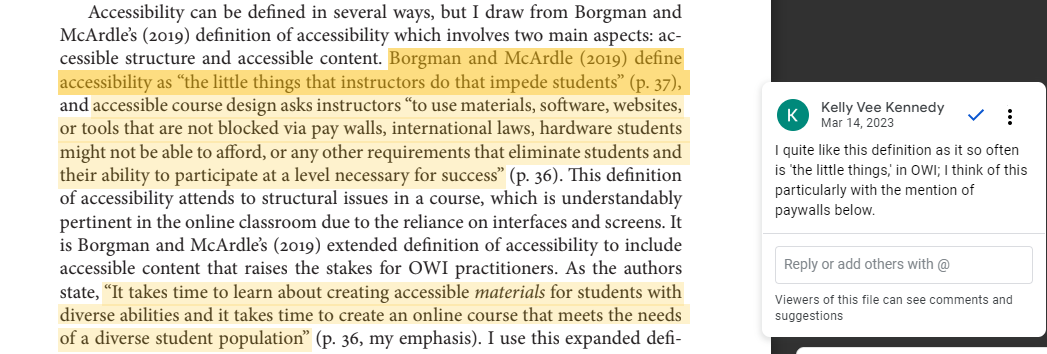 Accessibility can be defined in several ways, but I draw from Borgman and
McArdle's (2019) definition of accessibility which involves two main aspects: ac-
cessible structure and accessible content. Borgman and McArdle (2019) define
accessibility as “the little things that instructors do that impede students” (p. 37),
and accessible course design asks instructors “to use materials, software, websites,
or tools that are not blocked via pay walls, international laws, hardware students
might not be able to afford, or any other requirements that eliminate students and
their ability to participate at a level necessary for success” (p. 36). This definition
of accessibility attends to structural issues in a course, which is understandably
pertinent in the online classroom due to the reliance on interfaces and screens. It
is Borgman and McArdle's (2019) extended definition of accessibility to include
accessible content that raises the stakes for OWI practitioners. As the authors
state, “It takes time to learn about creating accessible materials for students with
diverse abilities and it takes time to create an online course that meets the needs
of a diverse student population” (p. 36, my emphasis). I use this expanded defi-
K
Kelly Vee Kennedy
Mar 14, 2023
I quite like this definition as it so often
is 'the little things,' in OWI; I think of this
particularly with the mention of
paywalls below.
Reply or add others with @
Viewers of this file can see comments and
suggestions